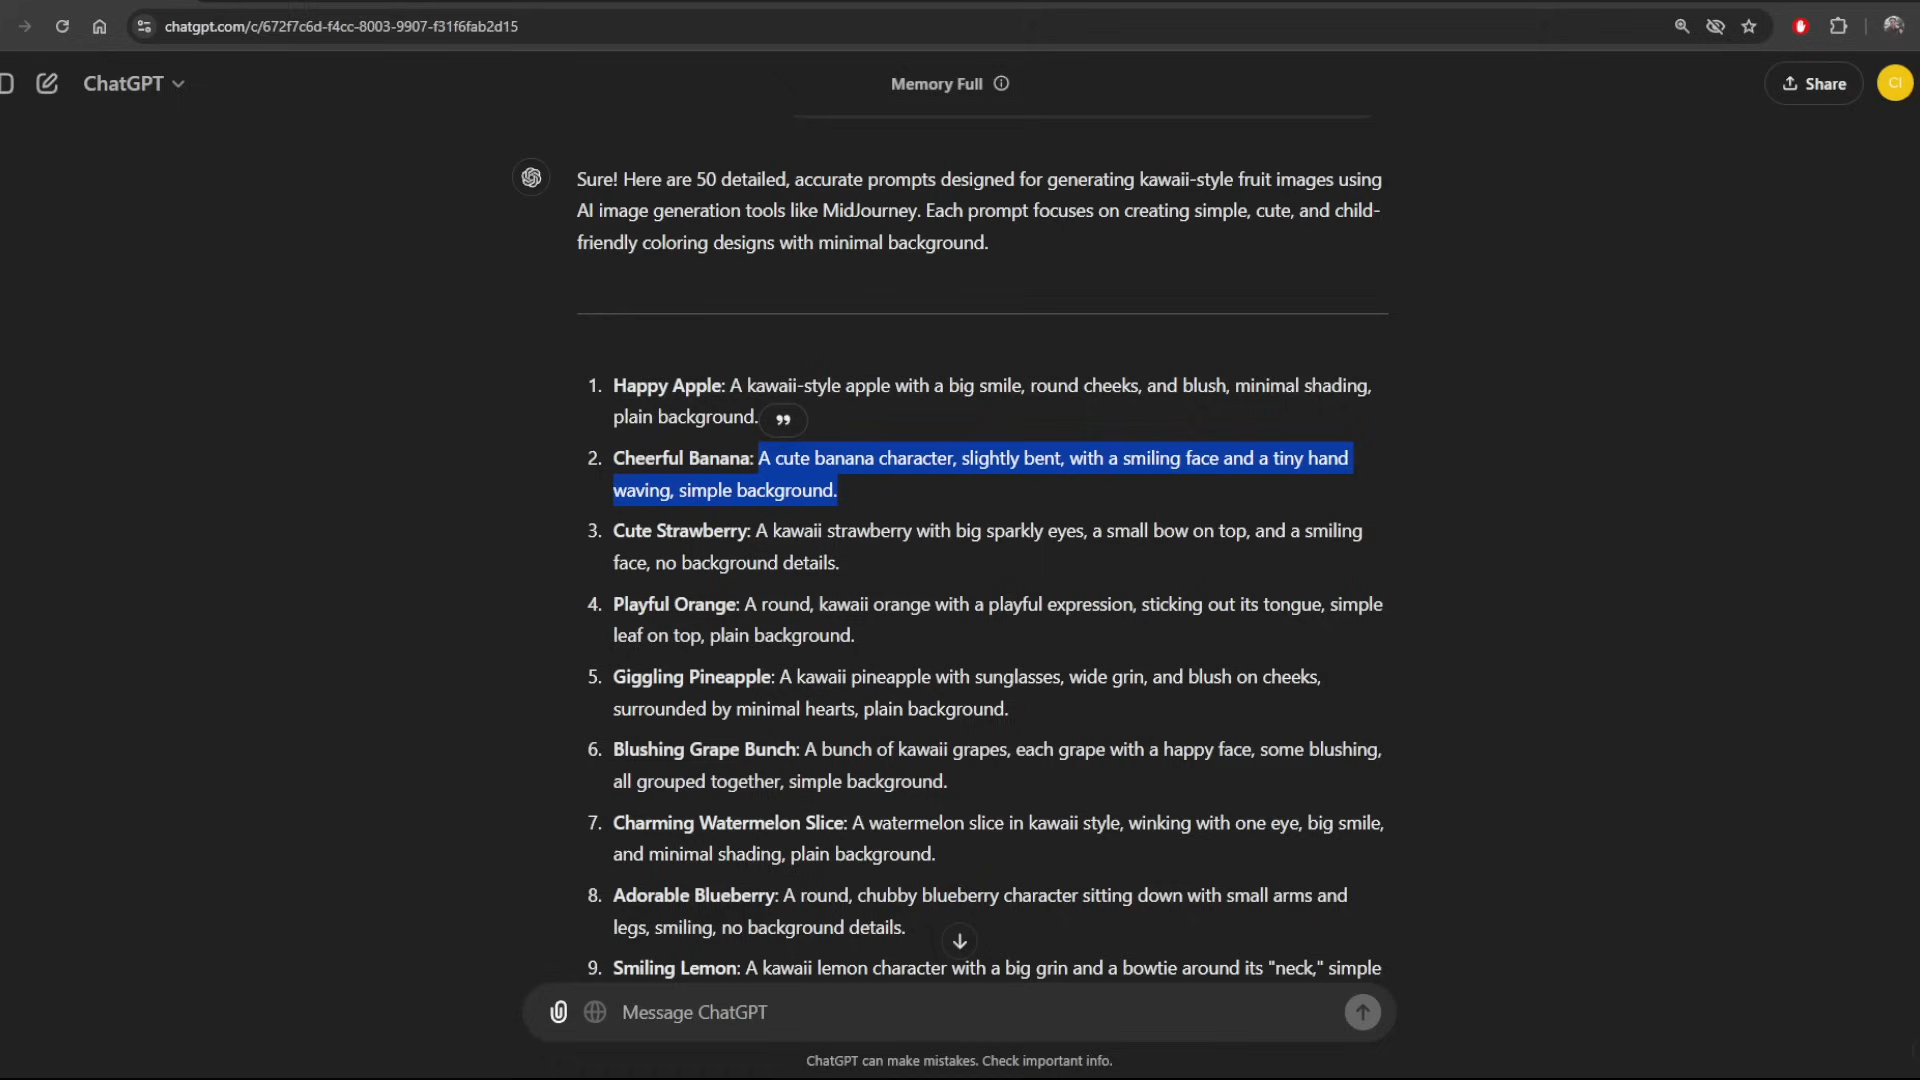 chatgpt.com/c/672f7c6d-f4cc-8003-9907-f31f6fab2d15
ChatGPT
Memory Full
Share
CI
Sure! Here are 50 detailed, accurate prompts designed for generating kawaii-style fruit images using
AI image generation tools like MidJourney. Each prompt focuses on creating simple, cute, and child-
friendly coloring designs with minimal background.
1. Happy Apple: A kawaii-style apple with a big smile, round cheeks, and blush, minimal shading,
plain background.
2. Cheerful Banana: A cute banana character, slightly bent, with a smiling face and a tiny hand
waving, simple background.
3. Cute Strawberry: A kawaii strawberry with big sparkly eyes, a small bow on top, and a smiling
face, no background details.
4. Playful Orange: A round, kawaii orange with a playful expression, sticking out its tongue, simple
leaf on top, plain background.
5. Giggling Pineapple: A kawaii pineapple with sunglasses, wide grin, and blush on cheeks,
surrounded by minimal hearts, plain background.
6. Blushing Grape Bunch: A bunch of kawaii grapes, each grape with a happy face, some blushing,
all grouped together, simple background.
7. Charming Watermelon Slice: A watermelon slice in kawaii style, winking with one eye, big smile,
and minimal shading, plain background.
8. Adorable Blueberry: A round, chubby blueberry character sitting down with small arms and
legs, smiling, no background details.
9. Smiling Lemon: A kawaii lemon character with a big grin and a bowtie around its "neck," simple
Message ChatGPT
ChatGPT can make mistakes. Check important info.